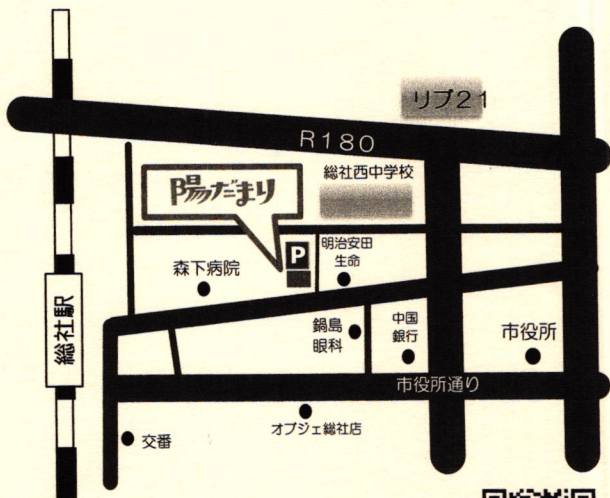 リブ21
R180
総社西中学校
陽だまり
P
明治安田
生命
森下病院
総社駅
鍋島
眼科
中国
銀行
市役所
市役所通り
オブジェ総社店
交番